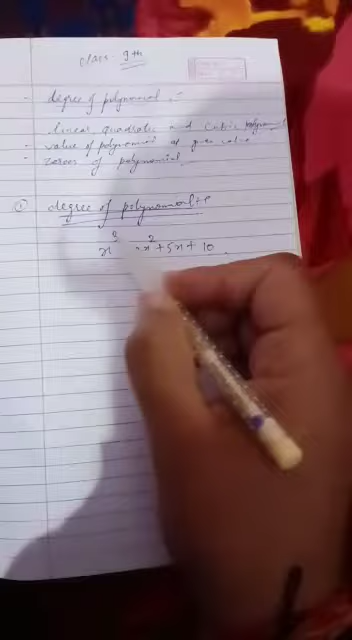 class 9th
- degree of polynomial :-
linear quadratic and cubic polynomial
- value of polynomial at given value
- zeroes of polynomial
① degree of polynomial :-
x³ x² + 5x + 10